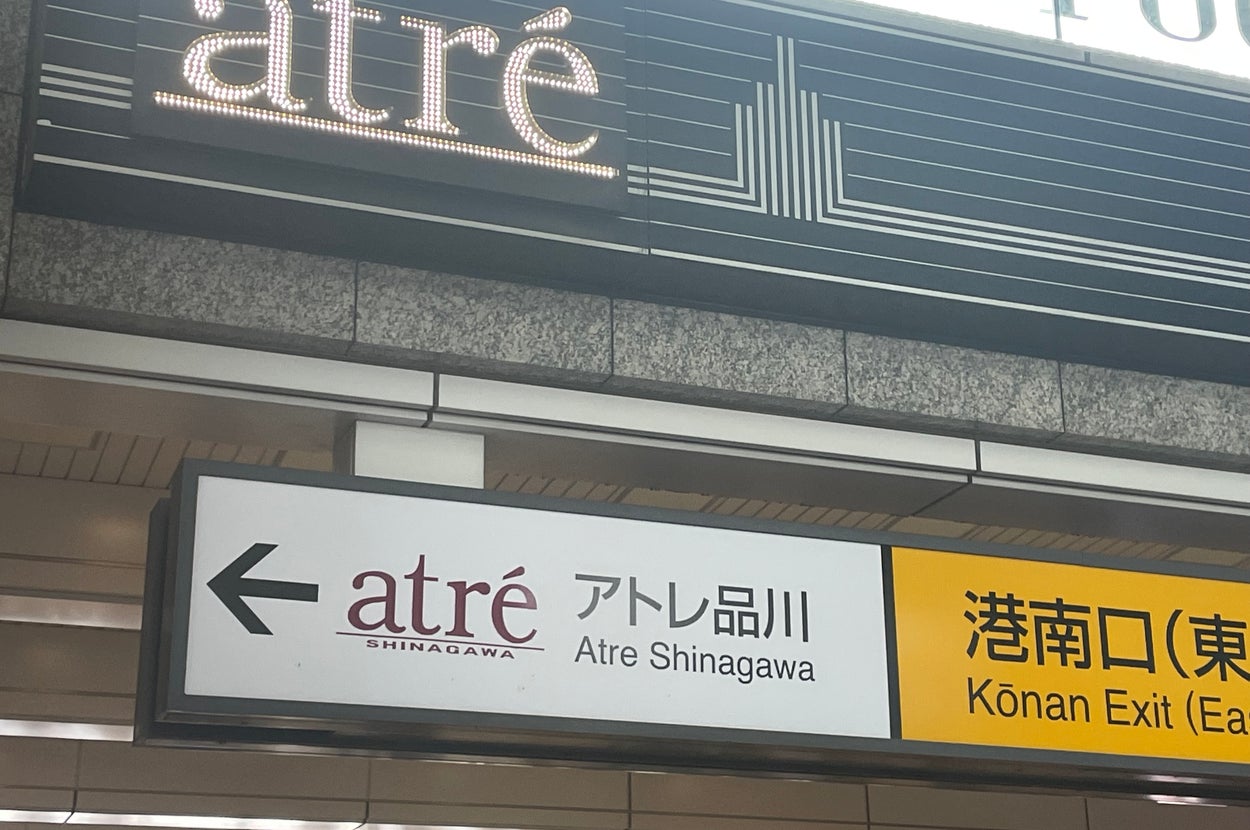 atré
← atré
SHINAGAWA
アトレ品川
Atre Shinagawa
港南口(東
Kōnan Exit (Ea